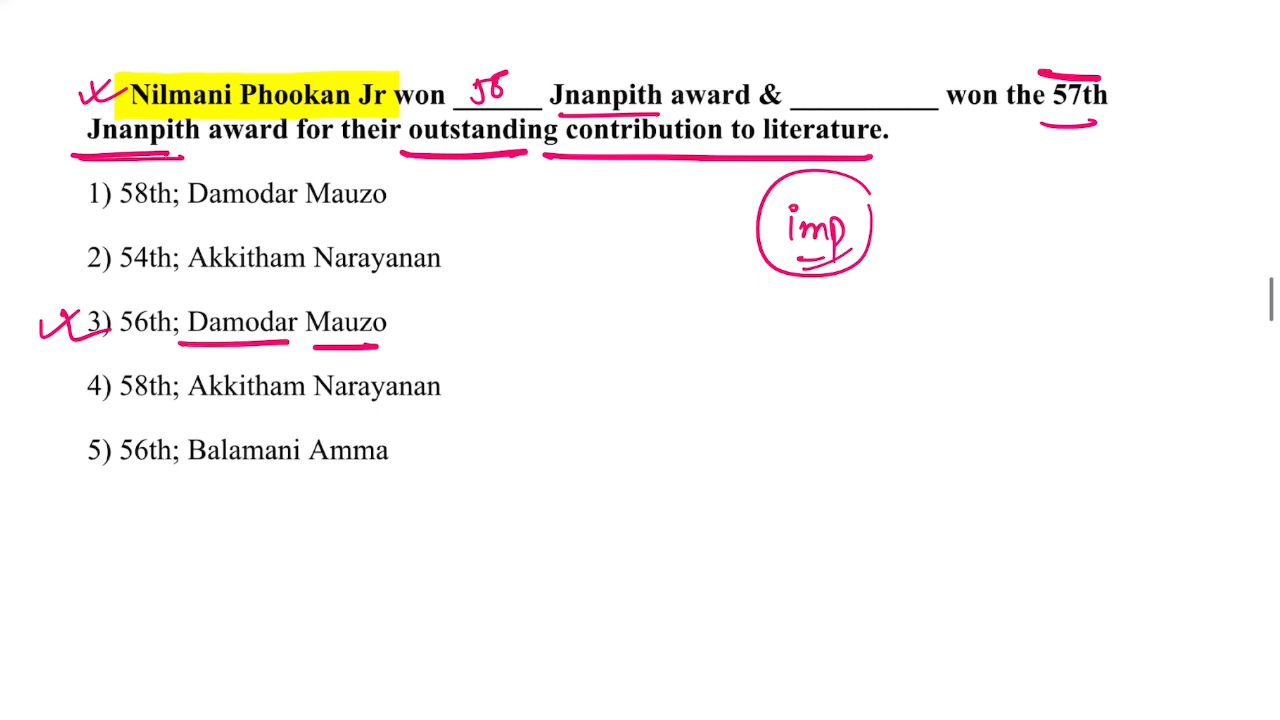 Nilmani Phookan Jr won ______ 56 Jnanpith award & __________ won the 57th
Jnanpith award for their outstanding contribution to literature.
1) 58th; Damodar Mauzo
imp
2) 54th; Akkitham Narayanan
3) 56th; Damodar Mauzo
4) 58th; Akkitham Narayanan
5) 56th; Balamani Amma